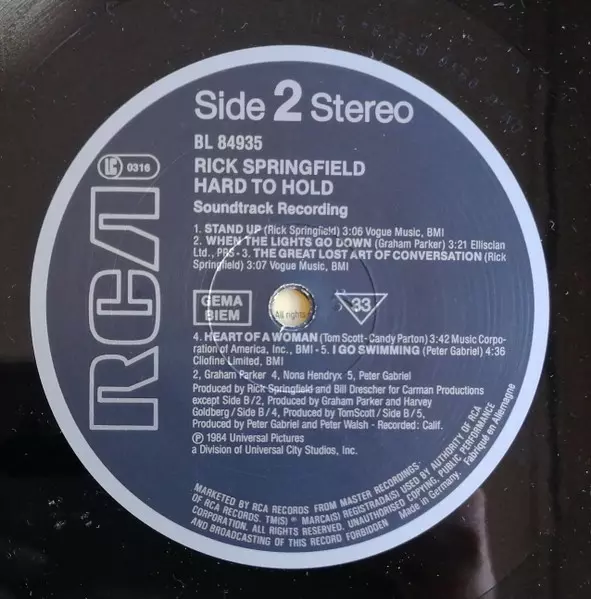 Side 2 Stereo
BL 84935
RICK SPRINGFIELD
HARD TO HOLD
Soundtrack Recording
LC 0316
RCA
1. STAND UP (Rick Springfield) 3:06 Vogue Music, BMI
2. WHEN THE LIGHTS GO DOWN (Graham Parker) 3:21 Elliscian
Ltd., PRS - 3. THE GREAT LOST ART OF CONVERSATION (Rick
Springfield) 3:07 Vogue Music, BMI
GEMA
BIEM
All rights
33
4. HEART OF A WOMAN (Tom Scott - Candy Parton) 3:42 Music Corpo-
ration of America, Inc., BMI - 5. I GO SWIMMING (Peter Gabriel) 4:36
Cliofine Limited, BMI
2, Graham Parker 4, Nona Hendryx 5, Peter Gabriel
Produced by Rick Springfield and Bill Drescher for Carman Productions
except Side B/2, Produced by Graham Parker and Harvey
Goldberg/Side B/4, Produced by Tom Scott/Side B/5,
Produced by Peter Gabriel and Peter Walsh - Recorded: Calif.
℗ 1984 Universal Pictures
a Division of Universal City Studios, Inc.
MARKETED BY RCA RECORDS FROM MASTER RECORDINGS-
OF RCA RECORDS. TM(S) ® MARCA(S) REGISTRADA(S) USED BY AUTHORITY OF RCA
CORPORATION. ALL RIGHTS RESERVED. UNAUTHORISED COPYING, PUBLIC PERFORMANCE
AND BROADCASTING OF THIS RECORD FORBIDDEN
Made in Germany. Fabriqué en Allemagne